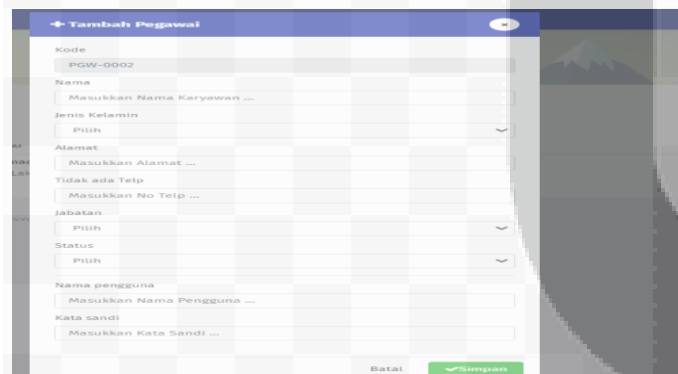 + Tambah Pegawai
×
Kode
PGW-0002
Nama
Masukkan Nama Karyawan ...
Jenis Kelamin
Pilih
Alamat
Masukkan Alamat ...
Tidak ada Telp
Masukkan No Telp ...
Jabatan
Pilih
Status
Pilih
Nama pengguna
Masukkan Nama Pengguna ...
Kata sandi
Masukkan Kata Sandi ...
Batal
✓Simpan